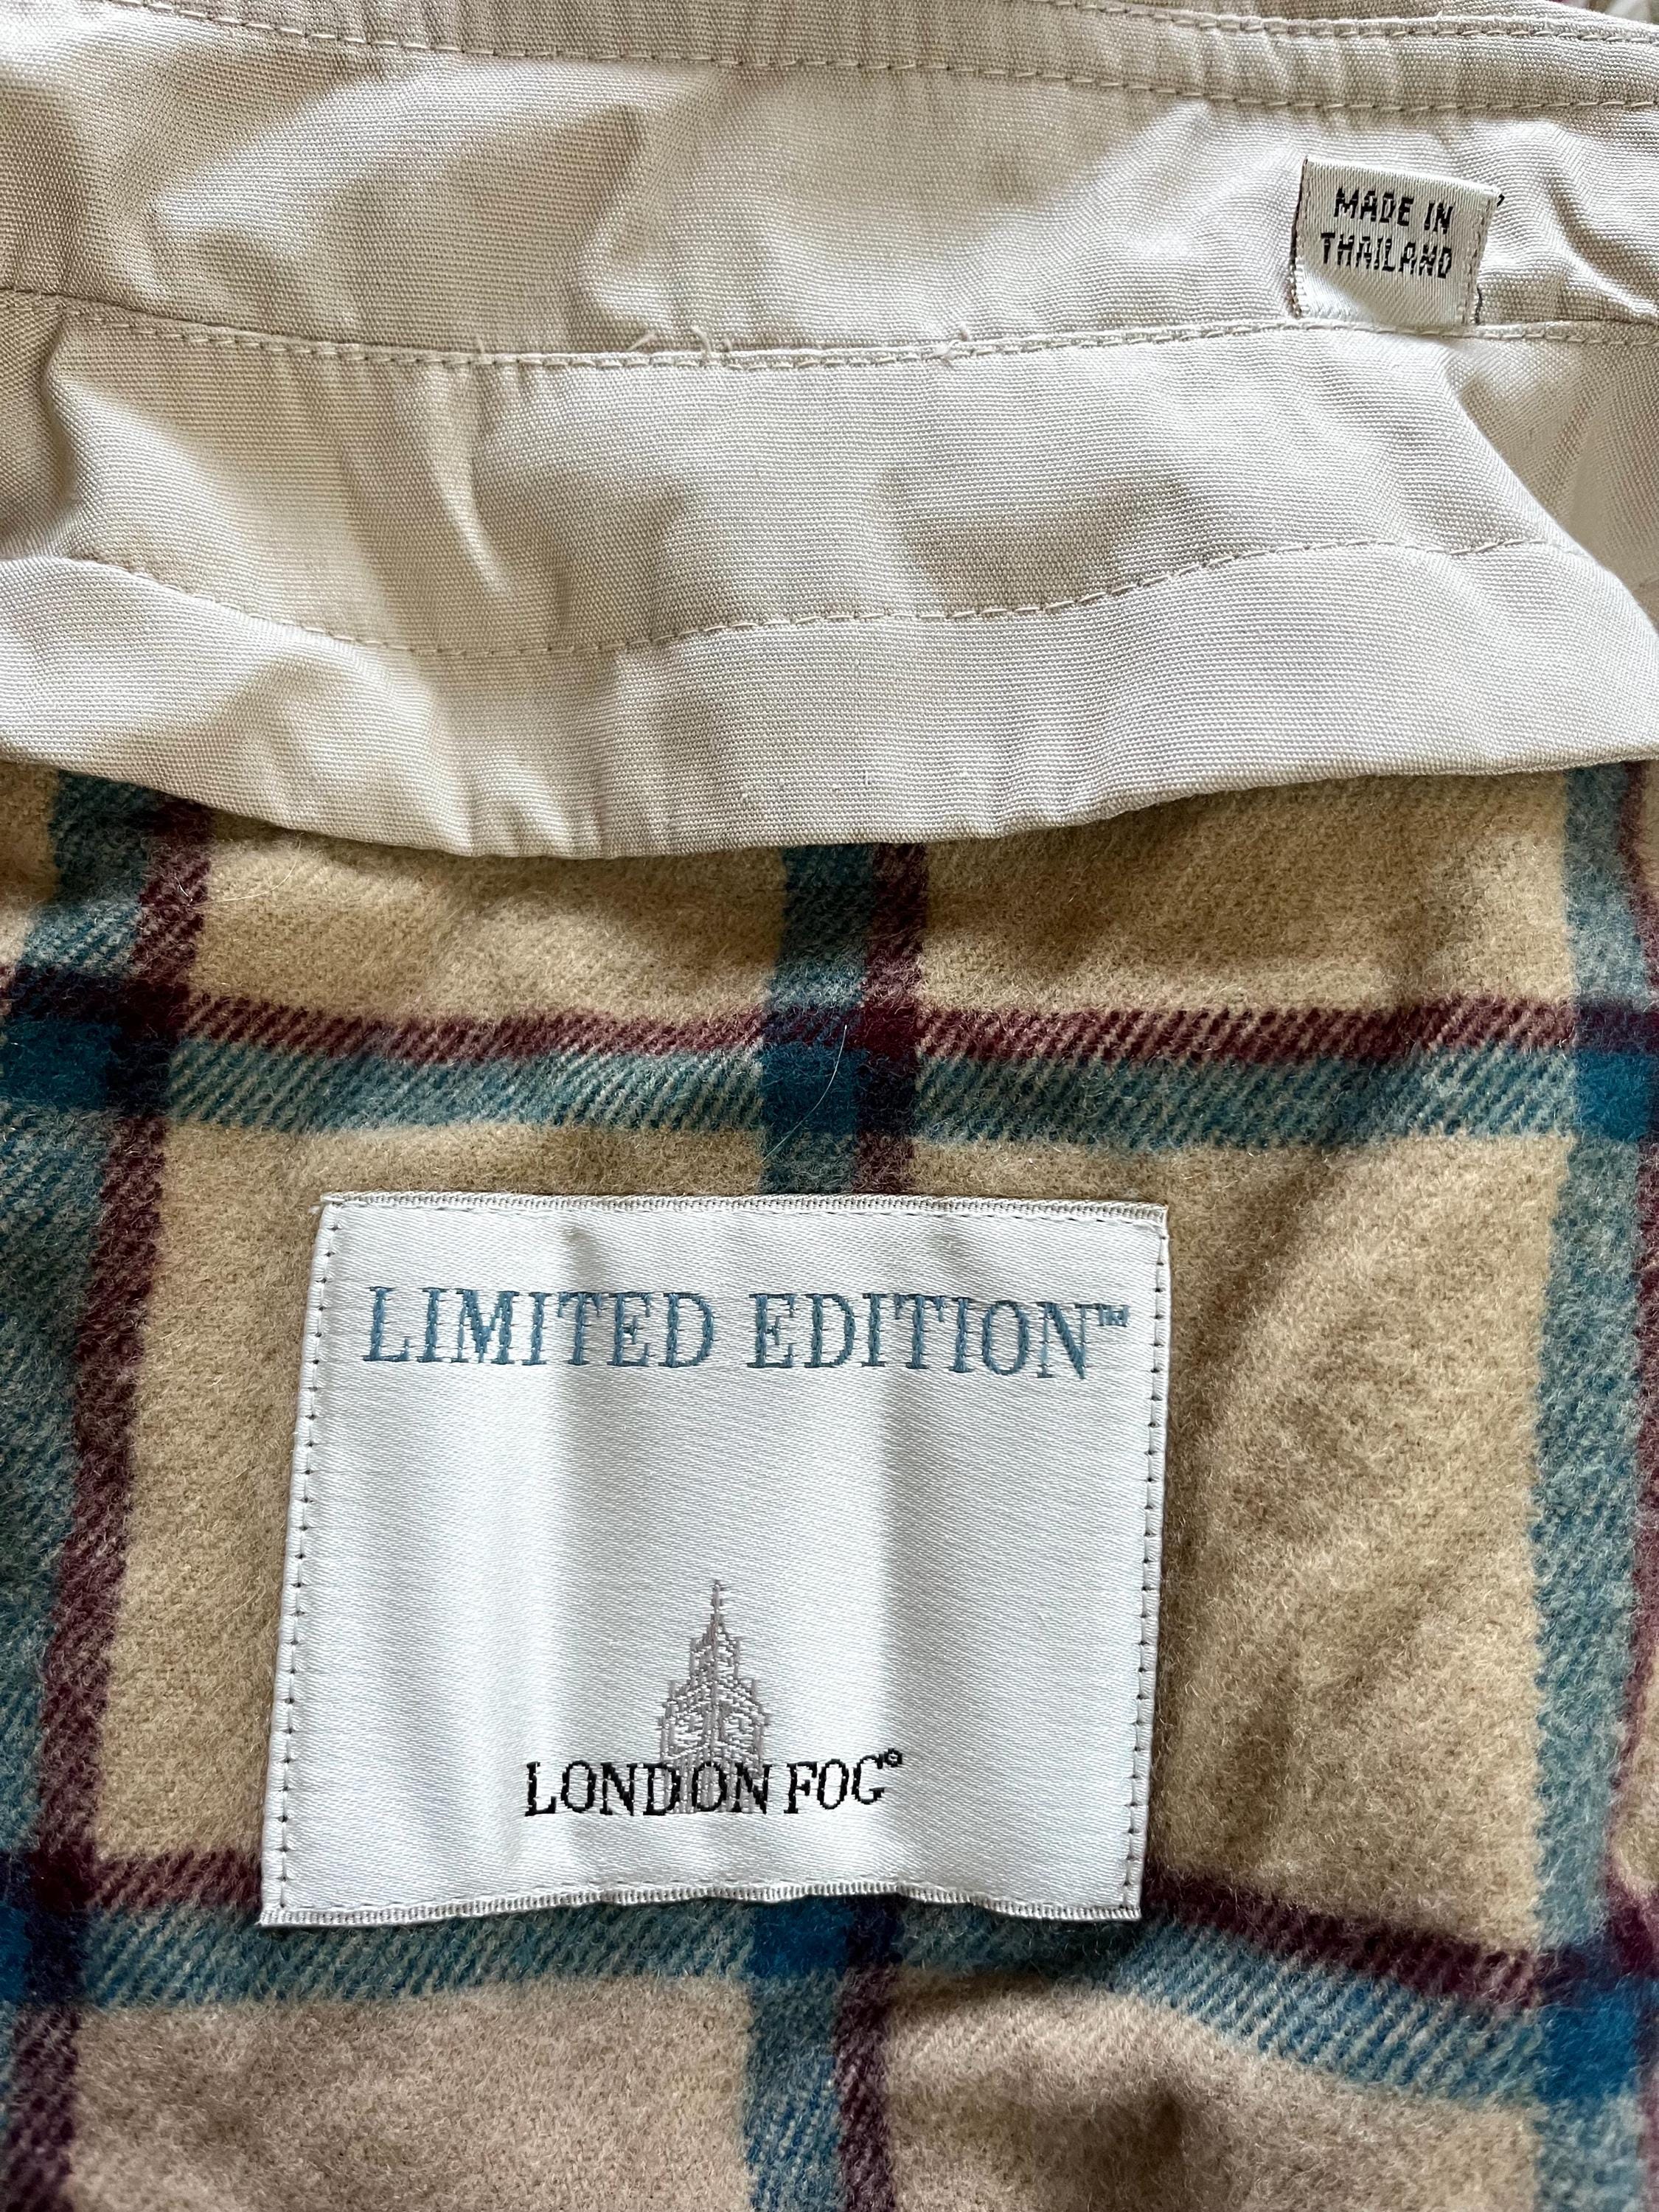 MADE IN
THAILAND
LIMITED EDITION™
LONDON FOG®